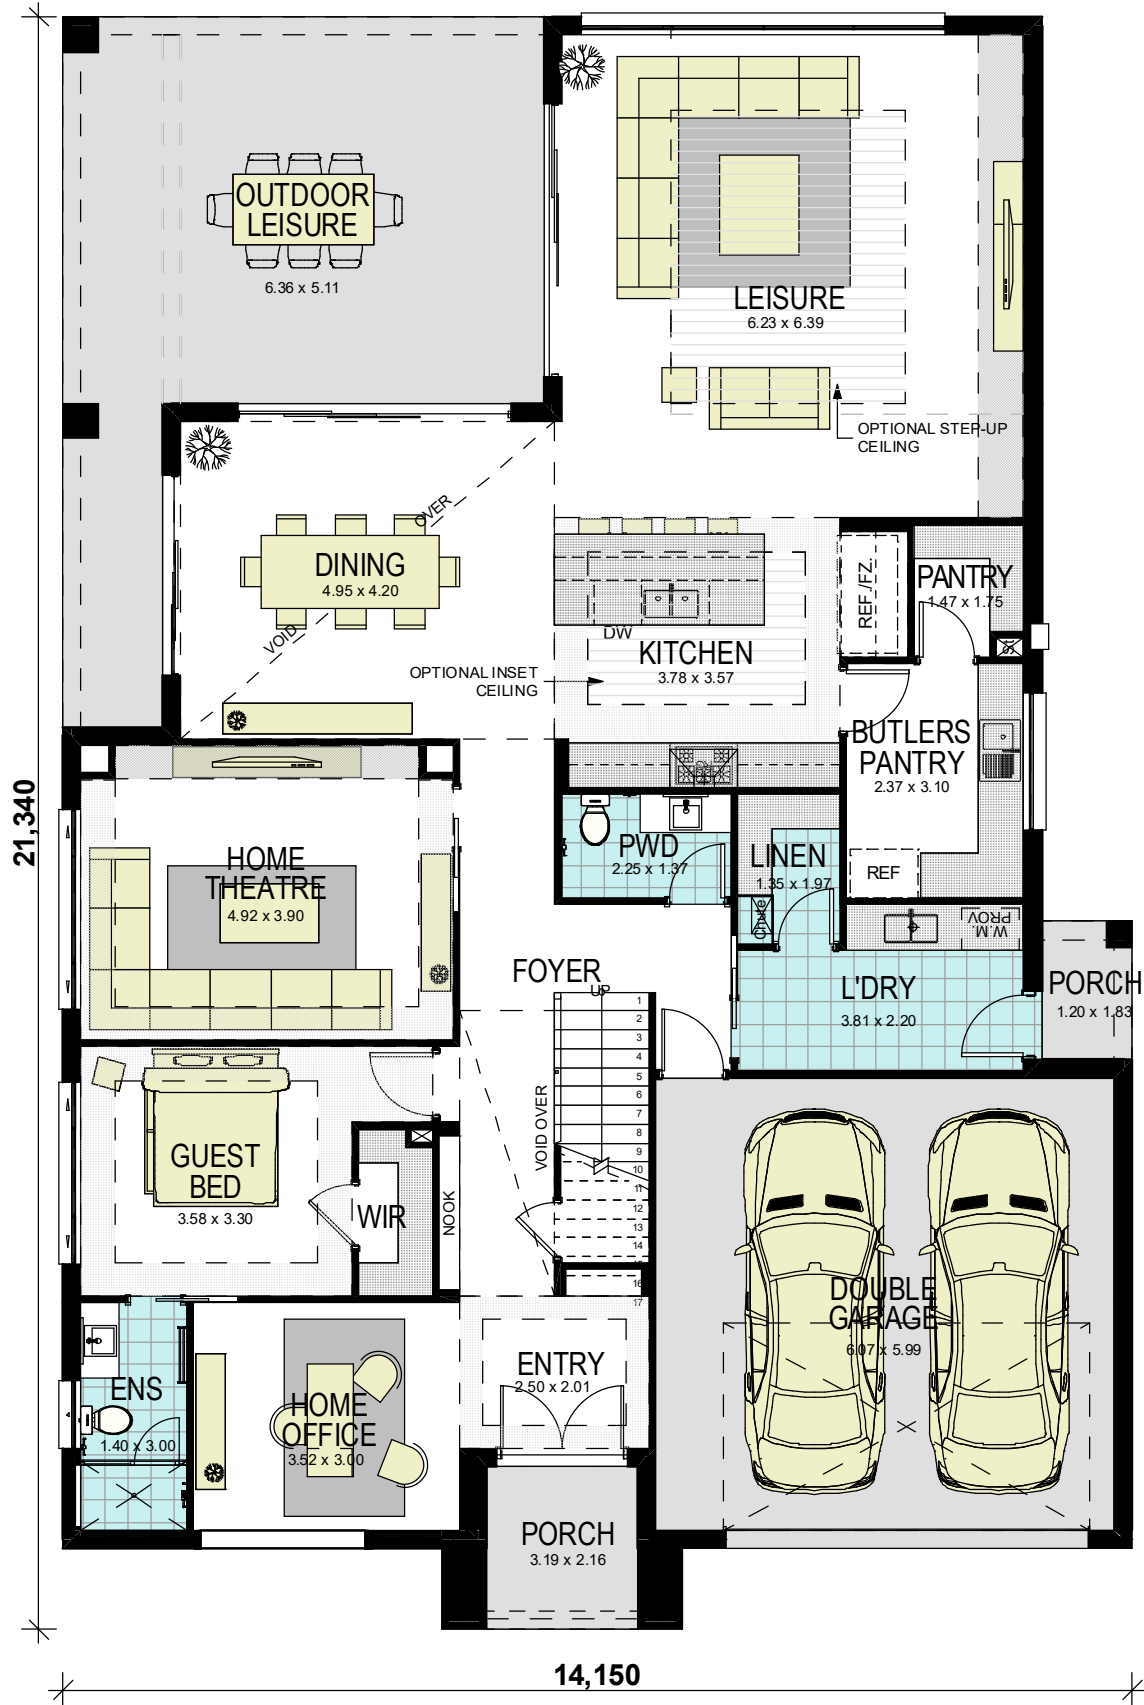 OUTDOOR
LEISURE
6.36 x 5.11
LEISURE
6.23 x 6.39
OPTIONAL STEP-UP
CEILING
OVER
DINING
4.95 x 4.20
VOID
DW
KITCHEN
3.78 x 3.57
OPTIONAL INSET
CEILING
REF./FZ.
PANTRY
1.47 x 1.75
BUTLERS
PANTRY
2.37 x 3.10
REF
21,340
HOME
THEATRE
4.92 x 3.90
PWD
2.25 x 1.37
LINEN
1.35 x 1.97
Chute
W.M.
PROV
FOYER
UP
L'DRY
3.81 x 2.20
PORCH
1.20 x 1.83
1
2
3
4
5
6
7
8
9
10
11
12
13
14
16
17
VOID OVER
GUEST
BED
3.58 x 3.30
WIR
NOOK
DOUBLE
GARAGE
6.07 x 5.99
ENTRY
2.50 x 2.01
ENS
1.40 x 3.00
HOME
OFFICE
3.52 x 3.00
PORCH
3.19 x 2.16
14,150